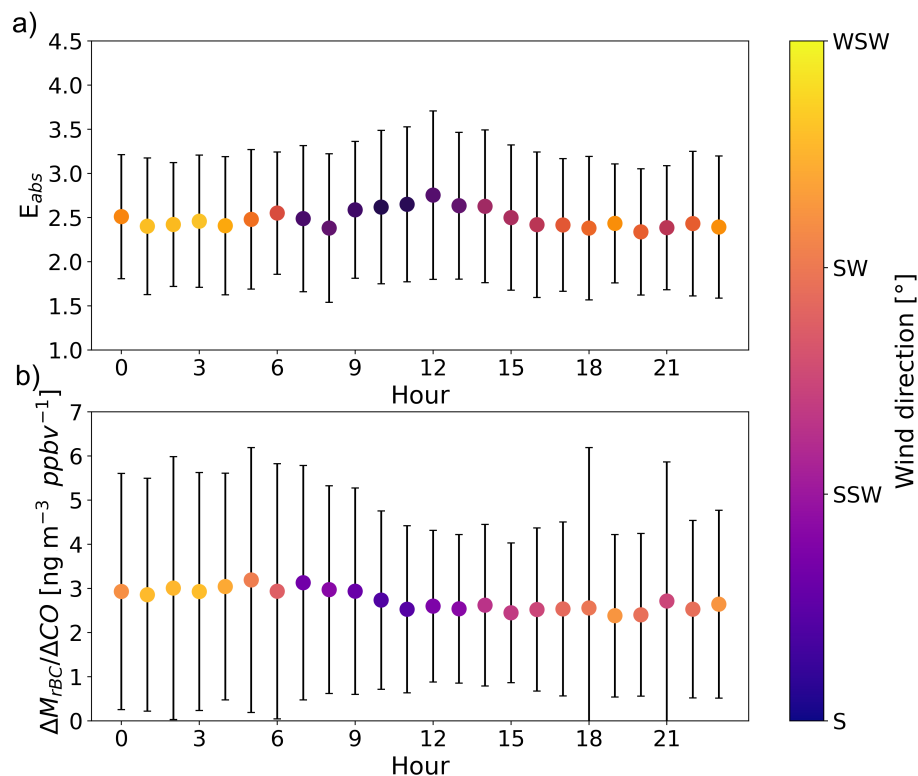 a)
4.5
4.0
3.5
3.0
2.5
2.0
1.5
1.0
E_abs
0 3 6 9 12 15 18 21
Hour
b)
7
6
5
4
3
2
1
0
ΔM_rBC/ΔCO [ng m⁻³ ppbv⁻¹]
0 3 6 9 12 15 18 21
Hour
WSW
SW
SSW
S
Wind direction [°]